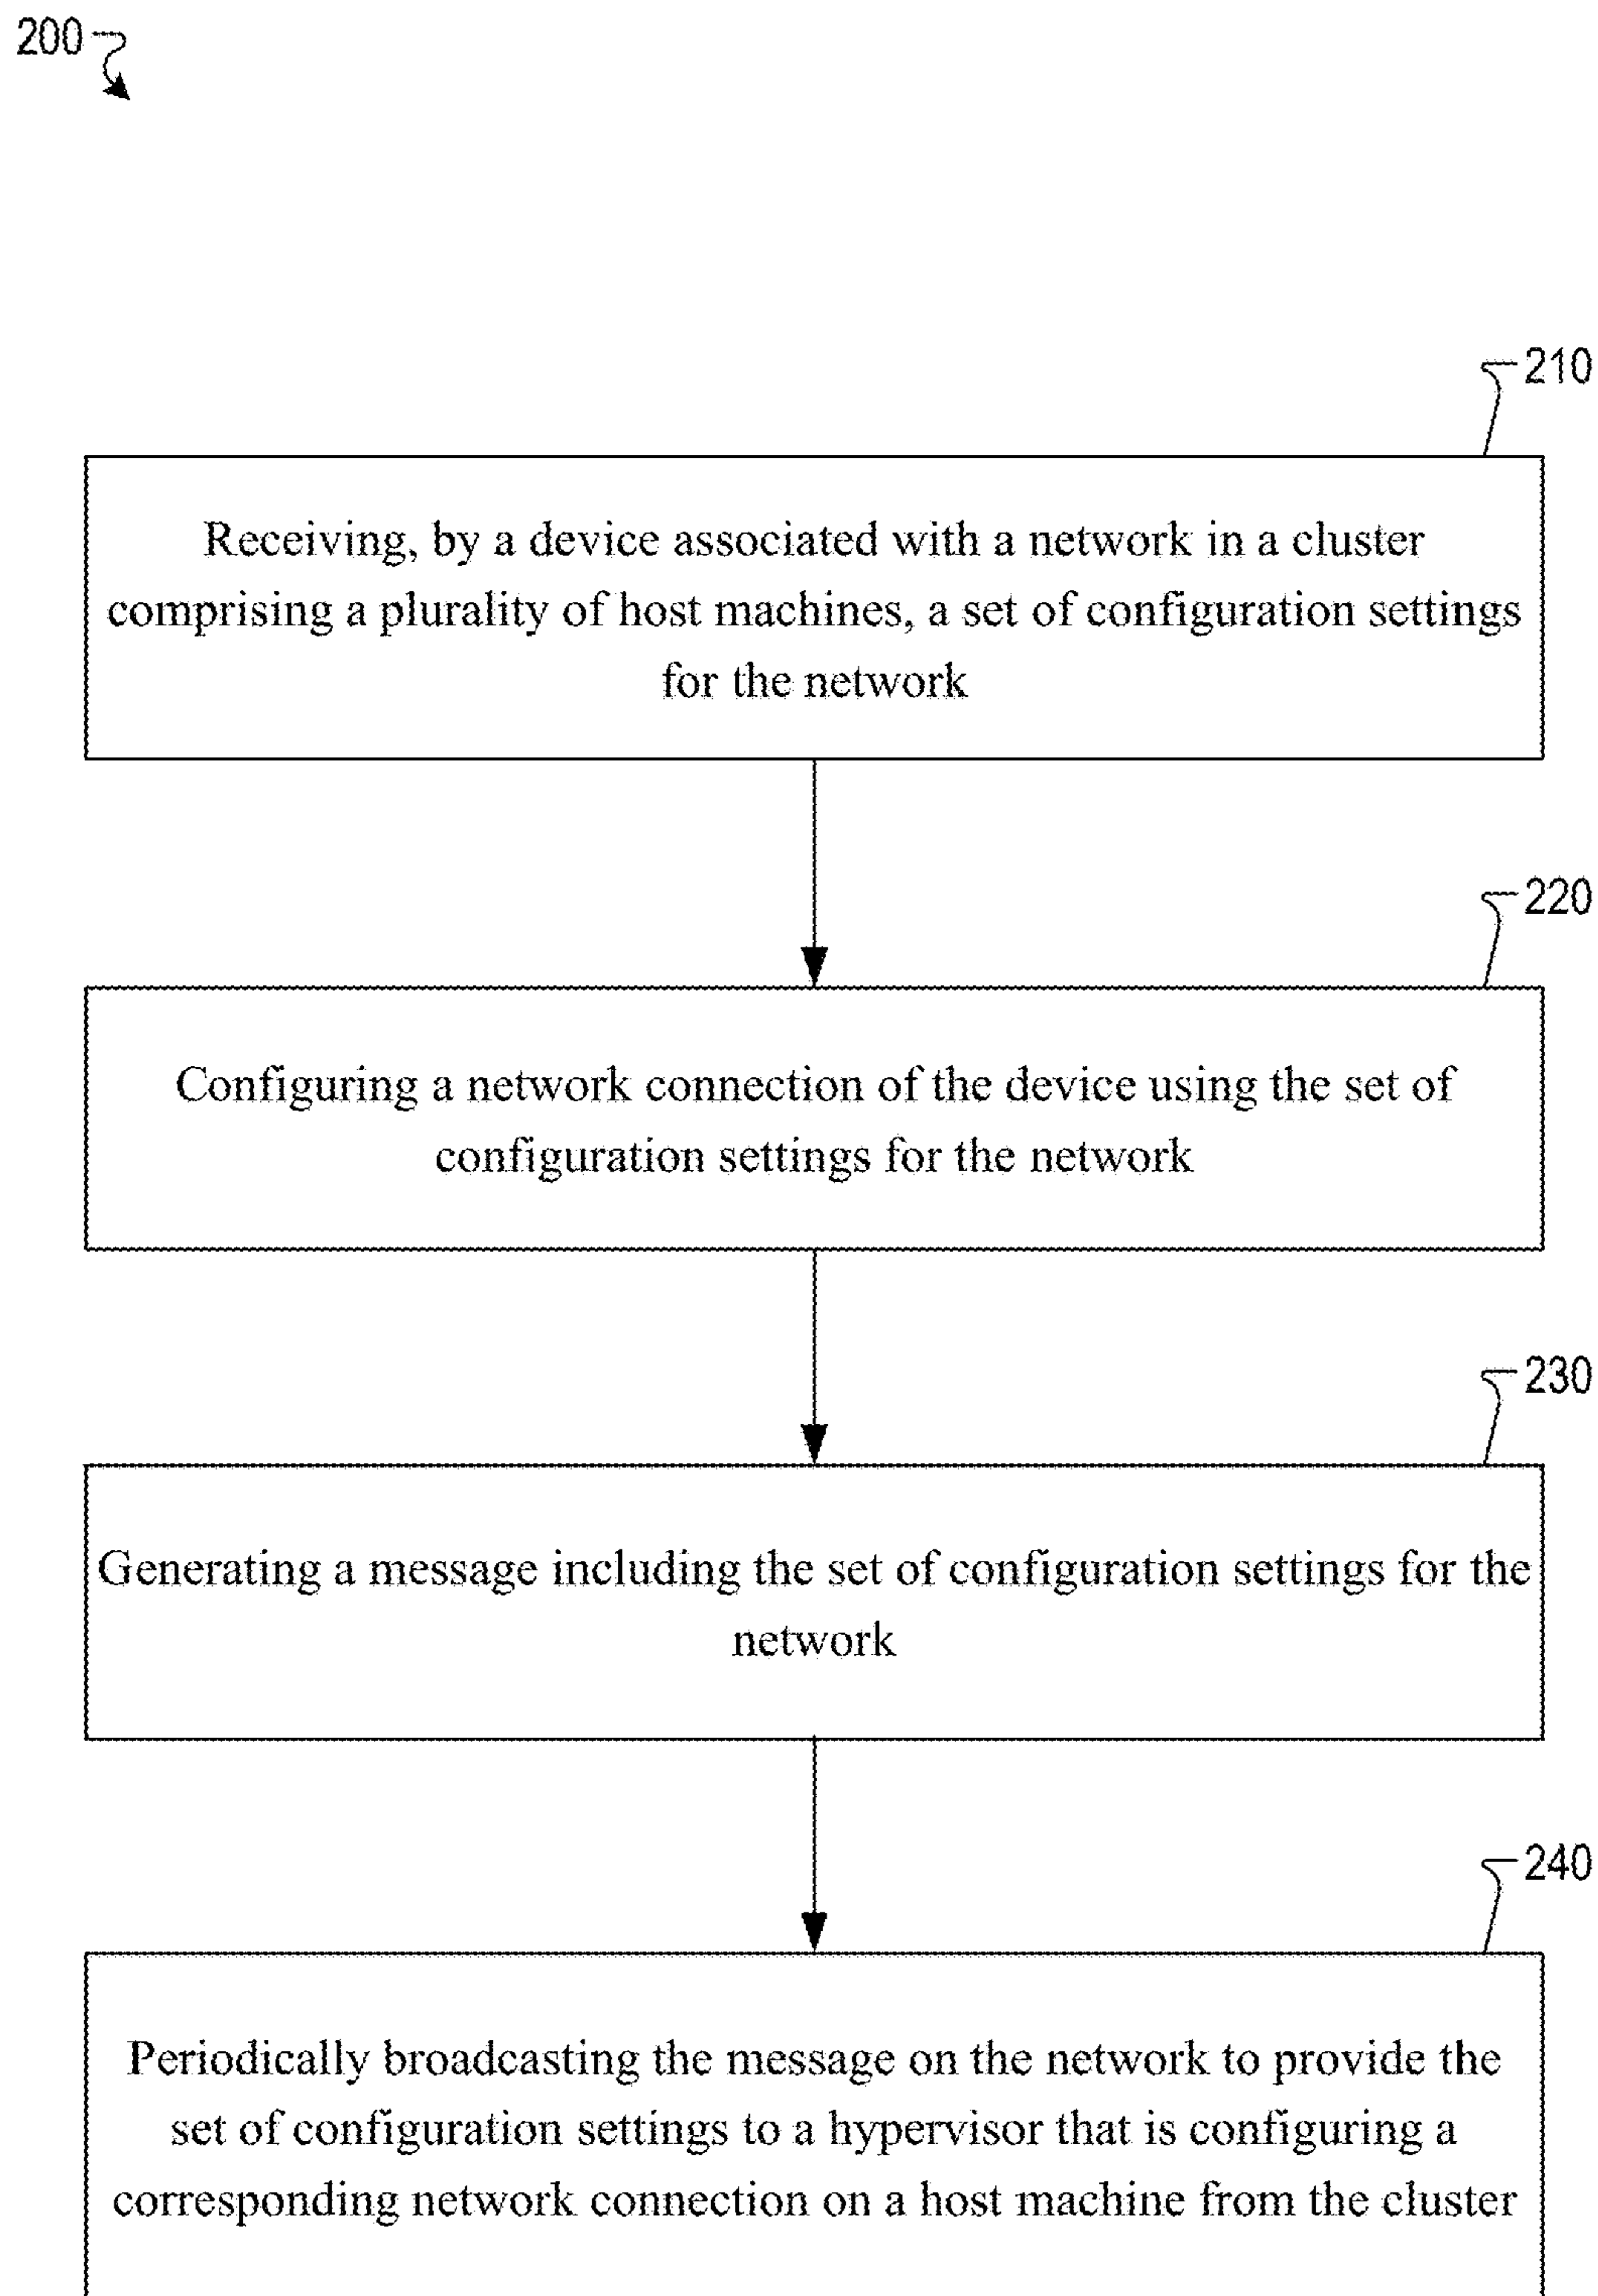 200
210
Receiving, by a device associated with a network in a cluster
comprising a plurality of host machines, a set of configuration settings
for the network
220
Configuring a network connection of the device using the set of
configuration settings for the network
230
Generating a message including the set of configuration settings for the
network
240
Periodically broadcasting the message on the network to provide the
set of configuration settings to a hypervisor that is configuring a
corresponding network connection on a host machine from the cluster